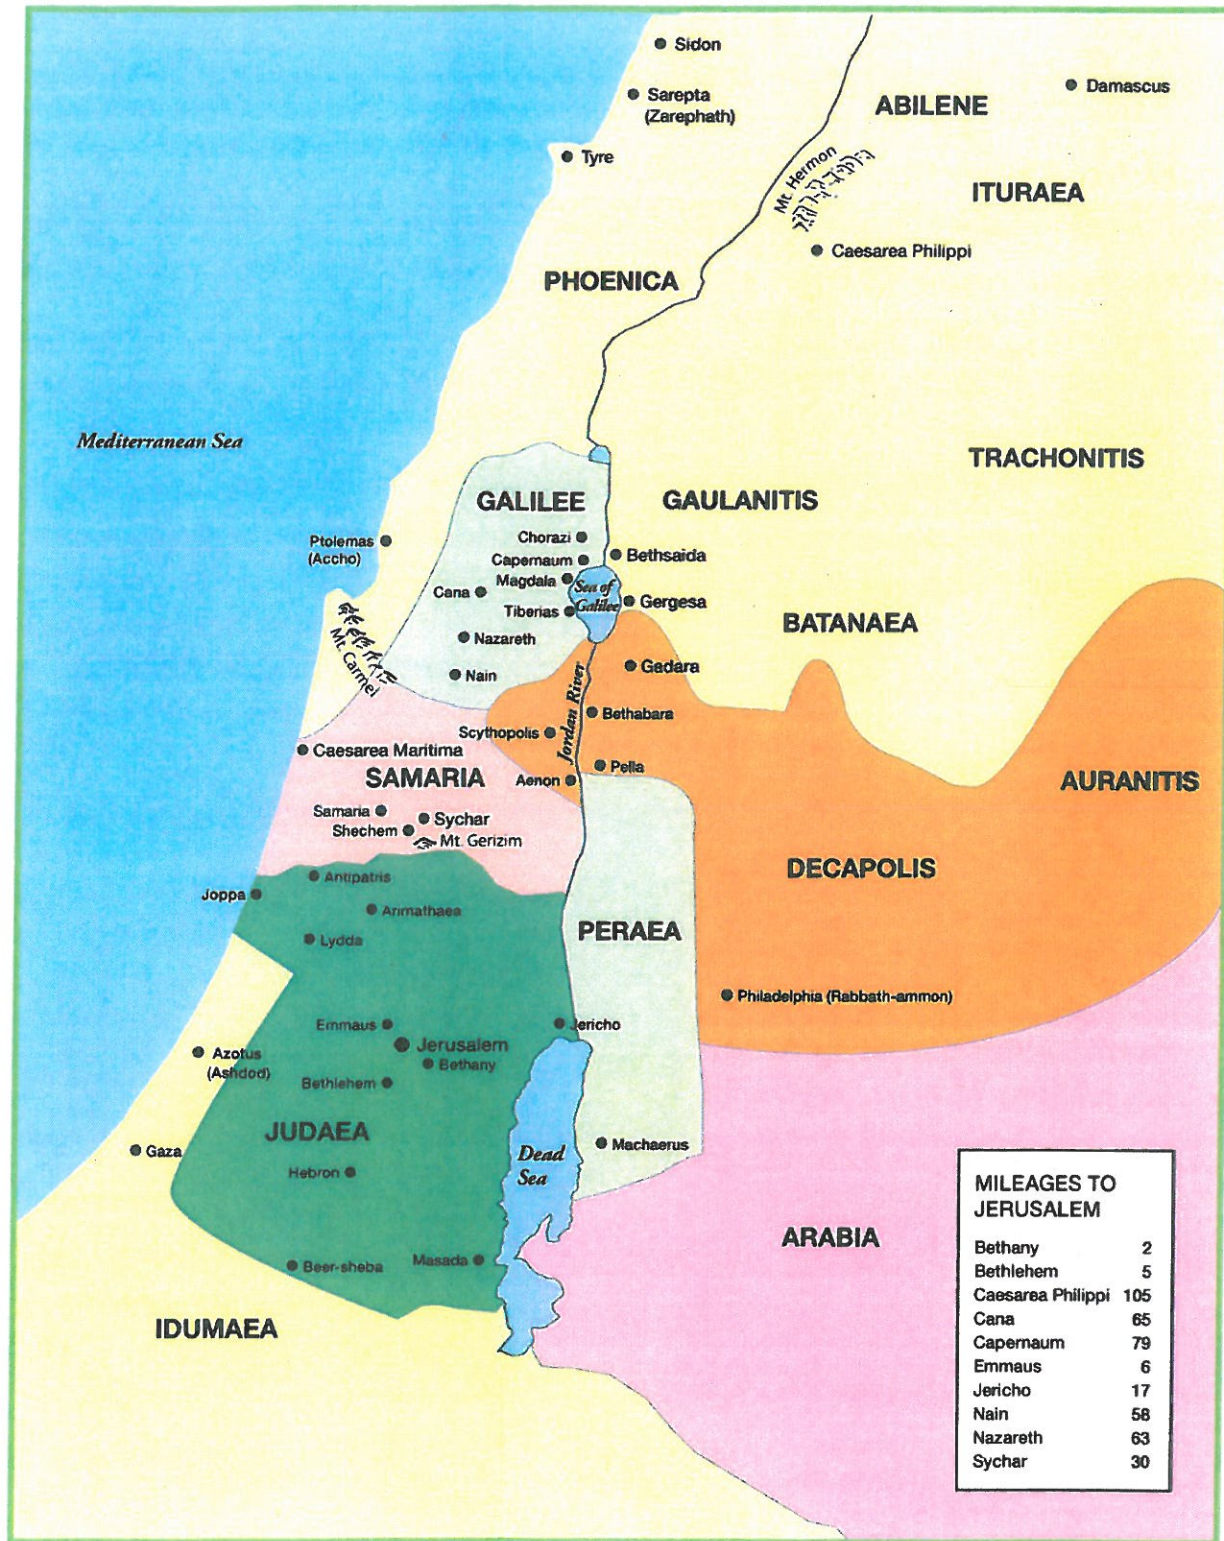 Sidon
Damascus
Sarepta
(Zarephath)
ABILENE
Tyre
Mt. Hermon
ITURAEA
Caesarea Philippi
PHOENICA
Mediterranean Sea
TRACHONITIS
GALILEE
GAULANITIS
Ptolemas
(Accho)
Chorazi
Capernaum
Bethsaida
Magdala
Cana
Sea of
Galilee
Gergesa
Tiberias
BATANAEA
Nazareth
Mt. Carmel
Nain
Gadara
Jordan River
Bethabara
Scythopolis
Caesarea Maritima
Pella
SAMARIA
Aenon
AURANITIS
Samaria
Sychar
Shechem
Mt. Gerizim
DECAPOLIS
Antipatris
Joppa
Arimathaea
PERAEA
Lydda
Philadelphia (Rabbath-ammon)
Emmaus
Jericho
Jerusalem
Azotus
(Ashdod)
Bethany
Bethlehem
JUDAEA
Gaza
Machaerus
Dead
Sea
Hebron
ARABIA
Beer-sheba
Masada
IDUMAEA
MILEAGES TO
JERUSALEM
Bethany 2
Bethlehem 5
Caesarea Philippi 105
Cana 65
Capernaum 79
Emmaus 6
Jericho 17
Nain 58
Nazareth 63
Sychar 30